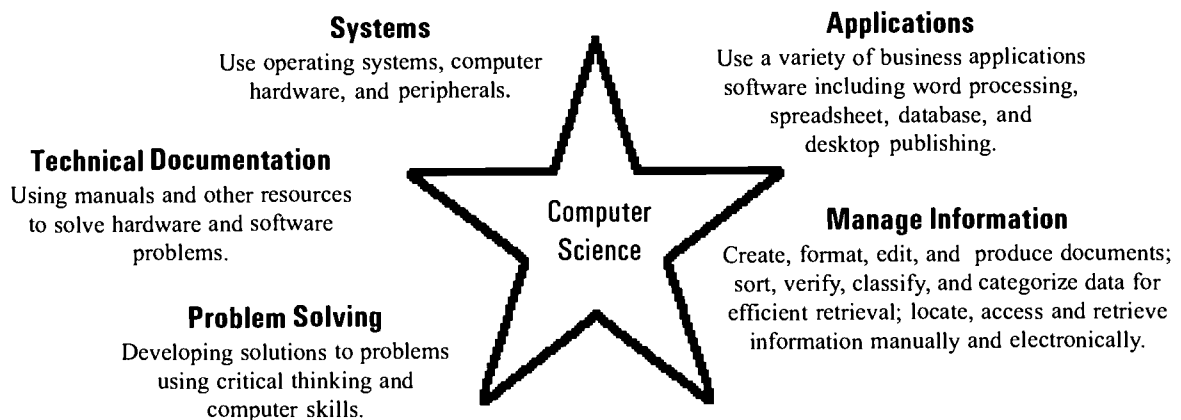 Systems
Use operating systems, computer
hardware, and peripherals.
Applications
Use a variety of business applications
software including word processing,
spreadsheet, database, and
desktop publishing.
Technical Documentation
Using manuals and other resources
to solve hardware and software
problems.
Computer
Science
Manage Information
Create, format, edit, and produce documents;
sort, verify, classify, and categorize data for
efficient retrieval; locate, access and retrieve
information manually and electronically.
Problem Solving
Developing solutions to problems
using critical thinking and
computer skills.